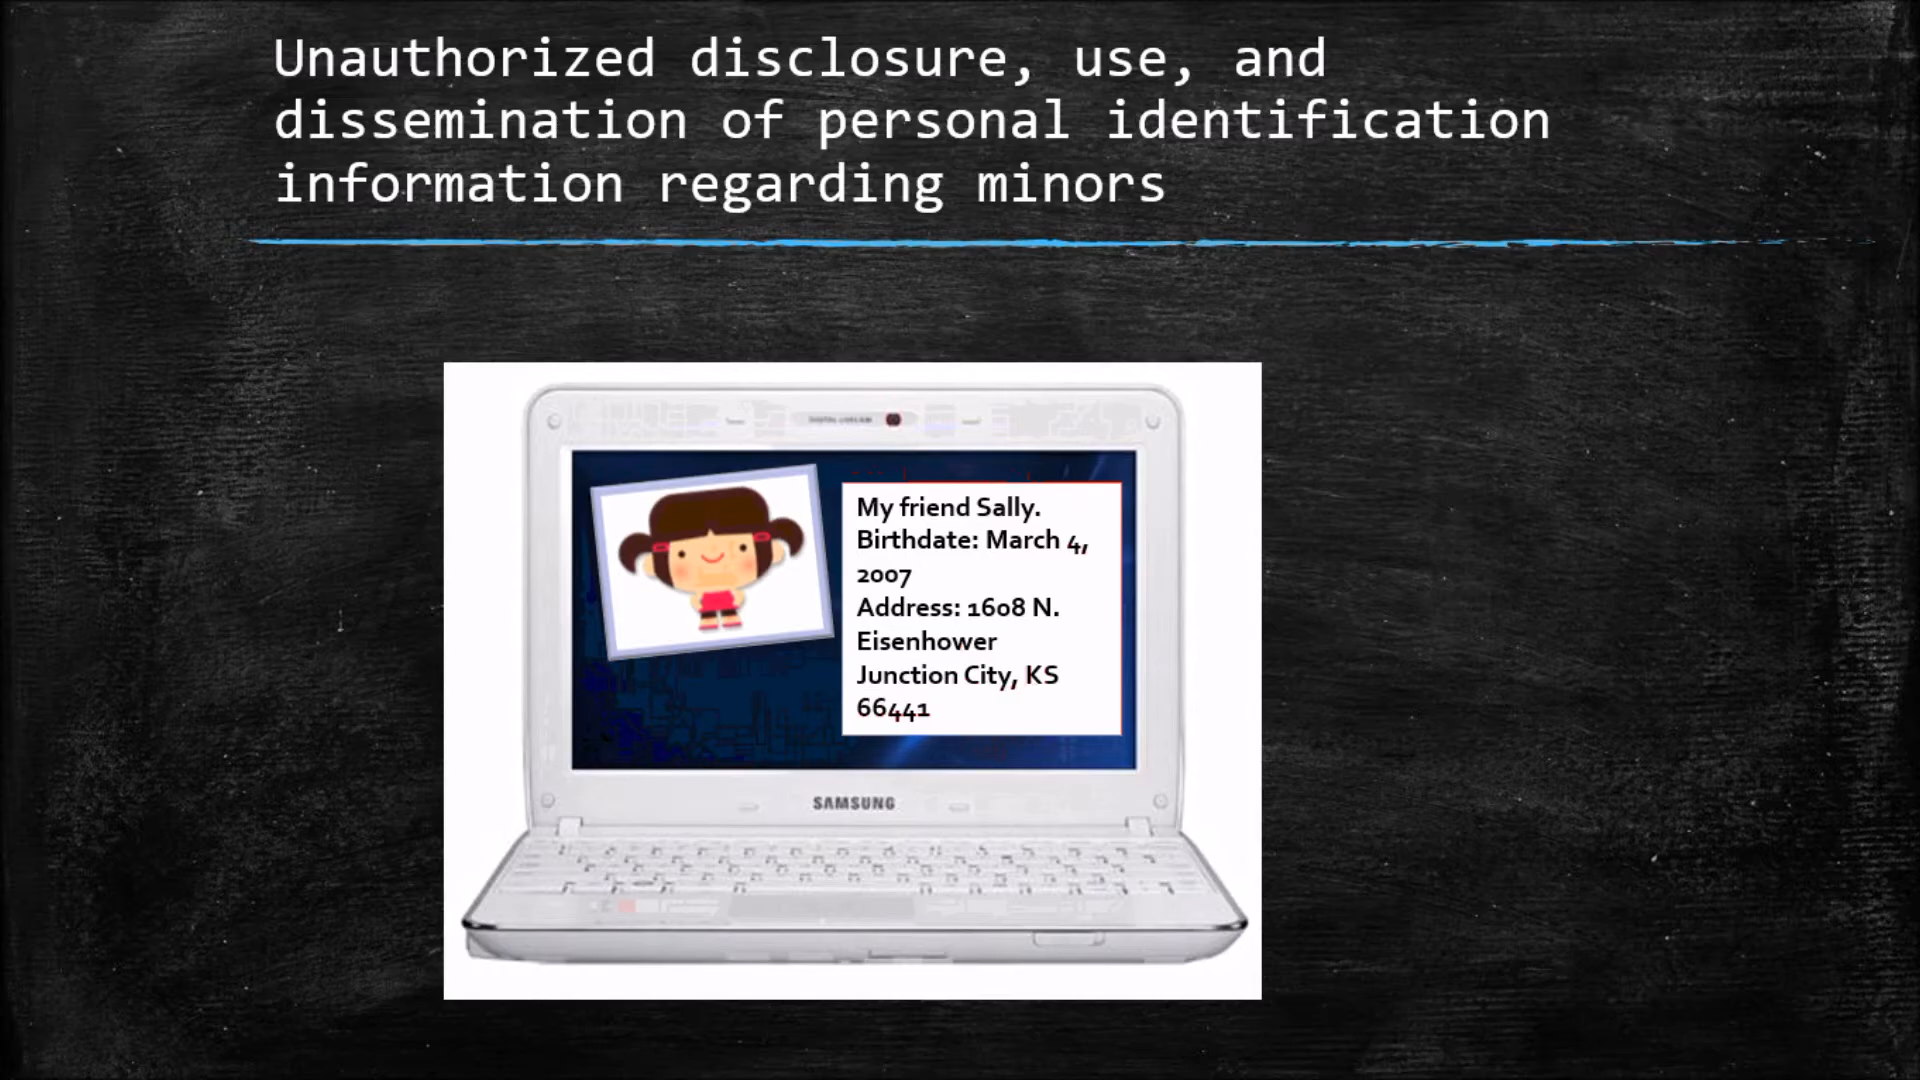 Unauthorized disclosure, use, and
dissemination of personal identification
information regarding minors
My friend Sally.
Birthdate: March 4,
2007
Address: 1608 N.
Eisenhower
Junction City, KS
66441
SAMSUNG